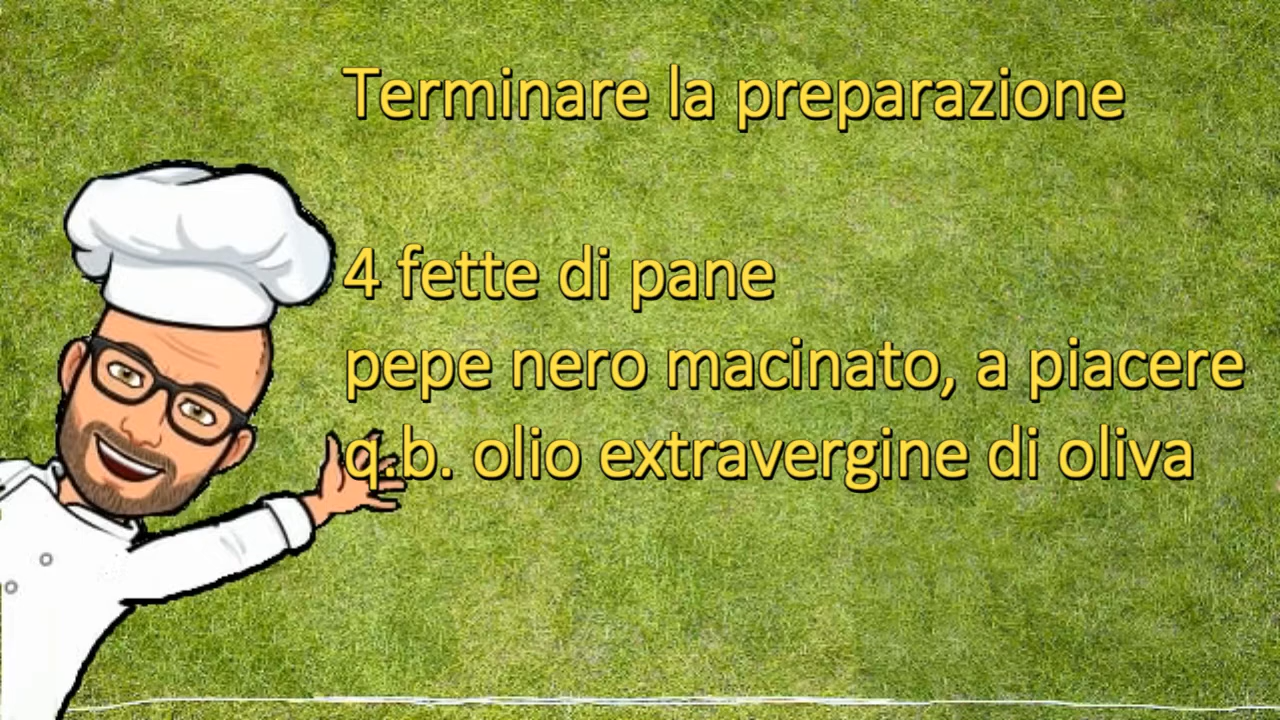 Terminare la preparazione
4 fette di pane
pepe nero macinato, a piacere
q.b. olio extravergine di oliva